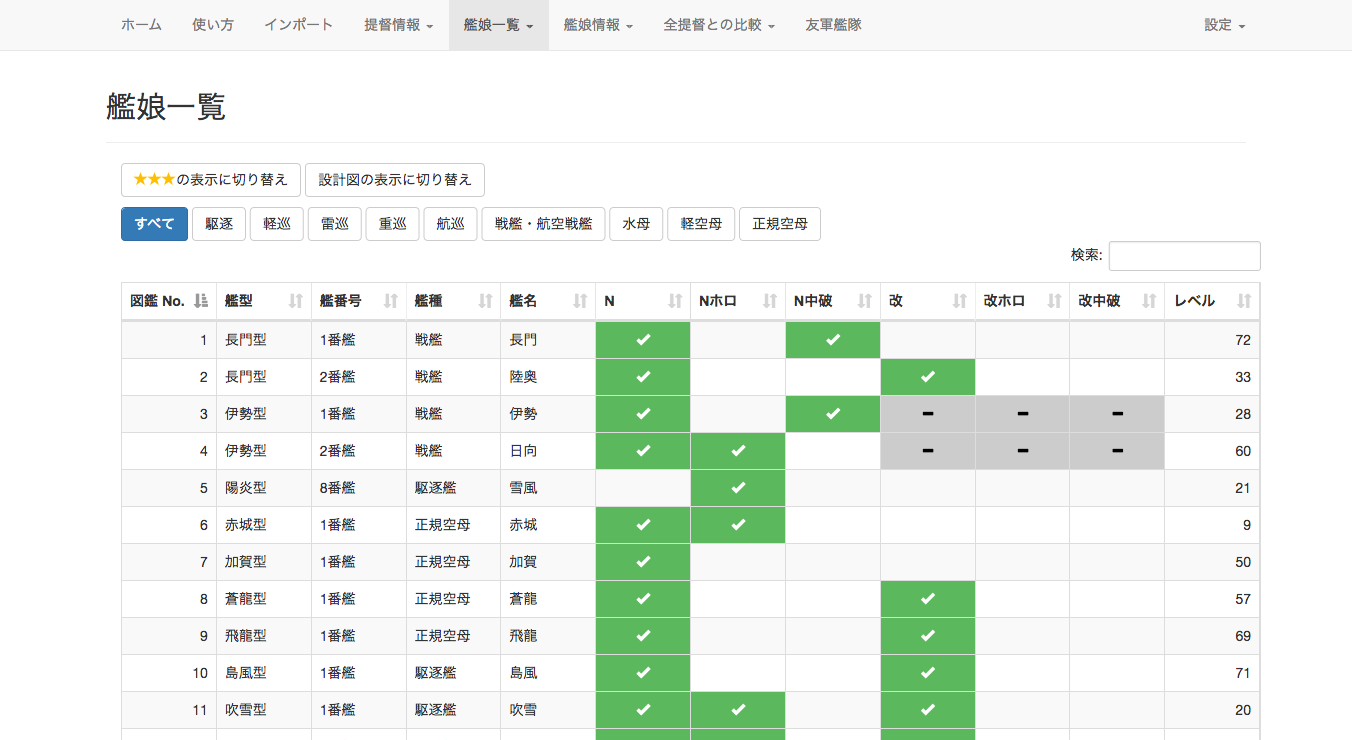 ホーム 使い方 インポート 提督情報 艦娘一覧 艦娘情報 全提督との比較 友軍艦隊 設定
艦娘一覧
★★★の表示に切り替え 設計図の表示に切り替え
すべて 駆逐 軽巡 雷巡 重巡 航巡 戦艦・航空戦艦 水母 軽空母 正規空母
検索:
図鑑 No. 艦型 艦番号 艦種 艦名 N Nホロ N中破 改 改ホロ 改中破 レベル
1 長門型 1番艦 戦艦 長門 72
2 長門型 2番艦 戦艦 陸奥 33
3 伊勢型 1番艦 戦艦 伊勢 28
4 伊勢型 2番艦 戦艦 日向 60
5 陽炎型 8番艦 駆逐艦 雪風 21
6 赤城型 1番艦 正規空母 赤城 9
7 加賀型 1番艦 正規空母 加賀 50
8 蒼龍型 1番艦 正規空母 蒼龍 57
9 飛龍型 1番艦 正規空母 飛龍 69
10 島風型 1番艦 駆逐艦 島風 71
11 吹雪型 1番艦 駆逐艦 吹雪 20